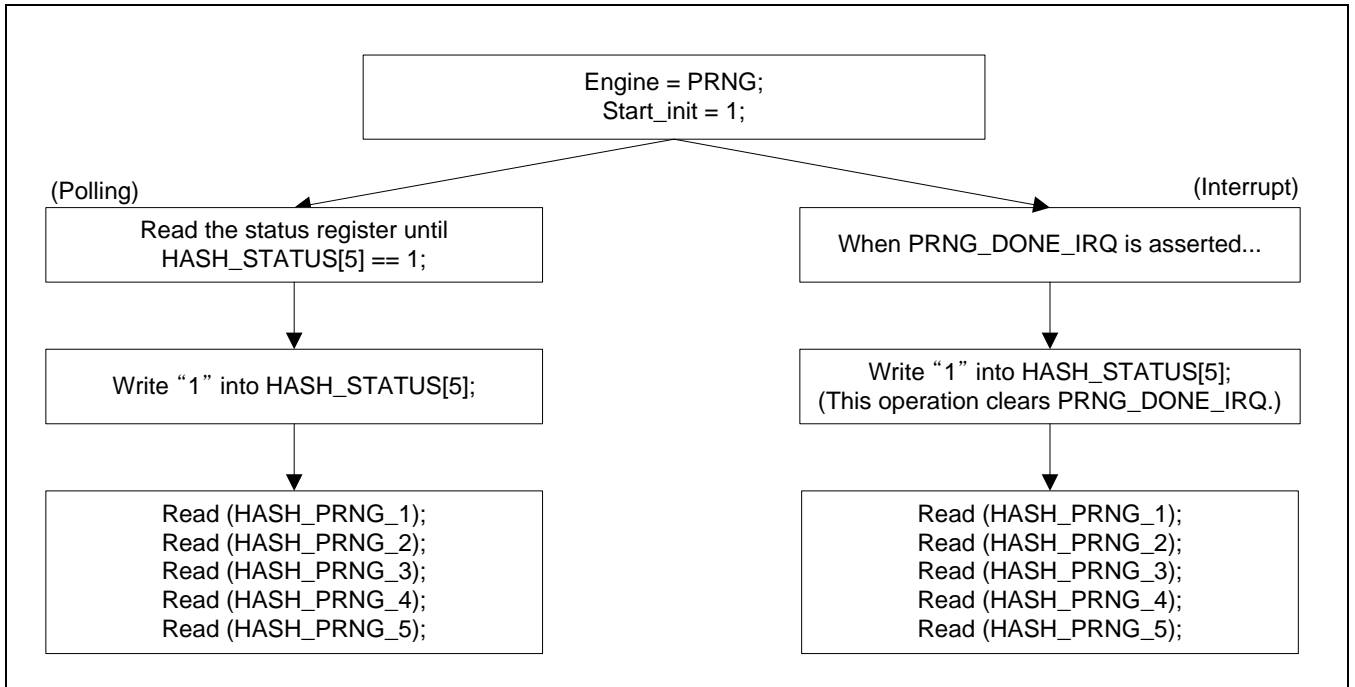 Engine = PRNG;
Start_init = 1;
(Polling)
Read the status register until
HASH_STATUS[5] == 1;
Write “1” into HASH_STATUS[5];
Read (HASH_PRNG_1);
Read (HASH_PRNG_2);
Read (HASH_PRNG_3);
Read (HASH_PRNG_4);
Read (HASH_PRNG_5);
(Interrupt)
When PRNG_DONE_IRQ is asserted...
Write “1” into HASH_STATUS[5];
(This operation clears PRNG_DONE_IRQ.)
Read (HASH_PRNG_1);
Read (HASH_PRNG_2);
Read (HASH_PRNG_3);
Read (HASH_PRNG_4);
Read (HASH_PRNG_5);